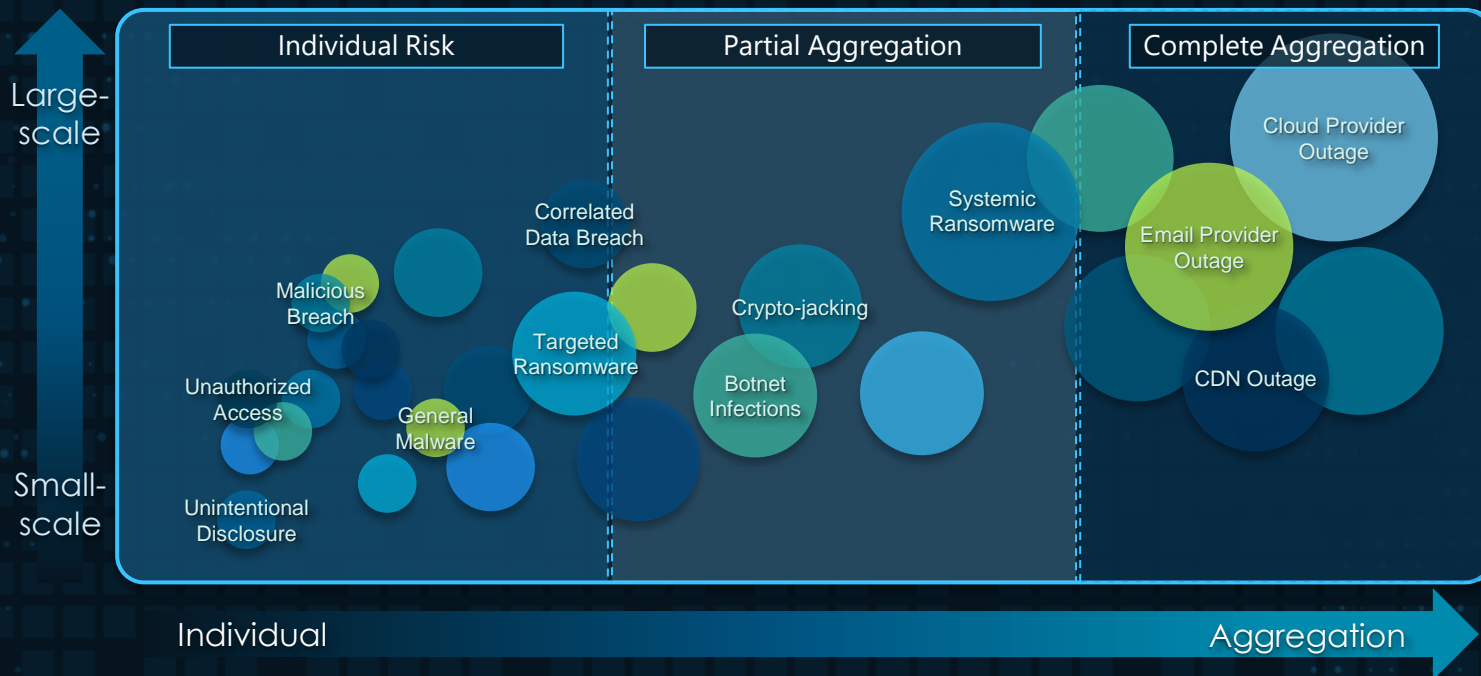 Individual Risk
Partial Aggregation
Complete Aggregation
Large-
scale
Small-
scale
Correlated
Data Breach
Malicious
Breach
Targeted
Ransomware
Unauthorized
Access
General
Malware
Unintentional
Disclosure
Systemic
Ransomware
Crypto-jacking
Botnet
Infections
Cloud Provider
Outage
Email Provider
Outage
CDN Outage
Individual
Aggregation